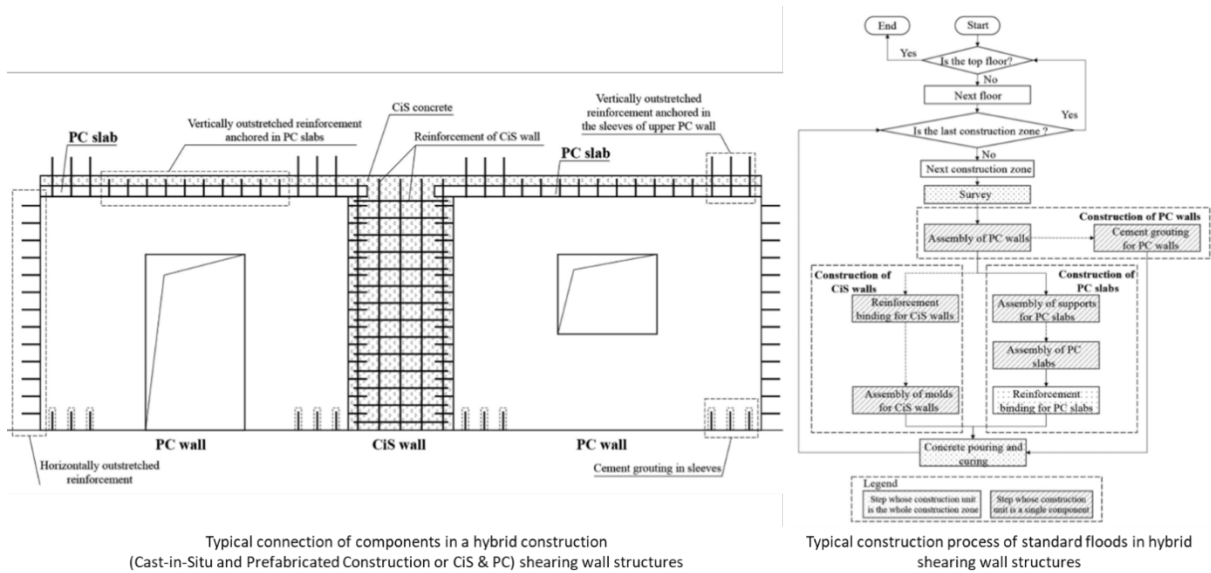 CiS concrete
Vertically outstretched
reinforcement anchored in
the sleeves of upper PC wall
Vertically outstretched reinforcement
anchored in PC slabs
Reinforcement of CiS wall
PC slab
PC slab
PC wall
CiS wall
PC wall
Horizontally outstretched
reinforcement
Cement grouting in sleeves
Typical connection of components in a hybrid construction
(Cast-in-Situ and Prefabricated Construction or CiS & PC) shearing wall structures
End
Start
Yes
Is the top floor?
No
Next floor
Yes
Is the last construction zone ?
No
Next construction zone
Survey
Construction of PC walls
Assembly of PC walls
Cement grouting
for PC walls
Construction of
CiS walls
Construction of
PC slabs
Reinforcement
binding for CiS walls
Assembly of supports
for PC slabs
Assembly of PC
slabs
Assembly of molds
for CiS walls
Reinforcement
binding for PC slabs
Concrete pouring and
curing
Legend
Step whose construction unit
is the whole construction zone
Step whose construction
unit is a single component
Typical construction process of standard floods in hybrid
shearing wall structures